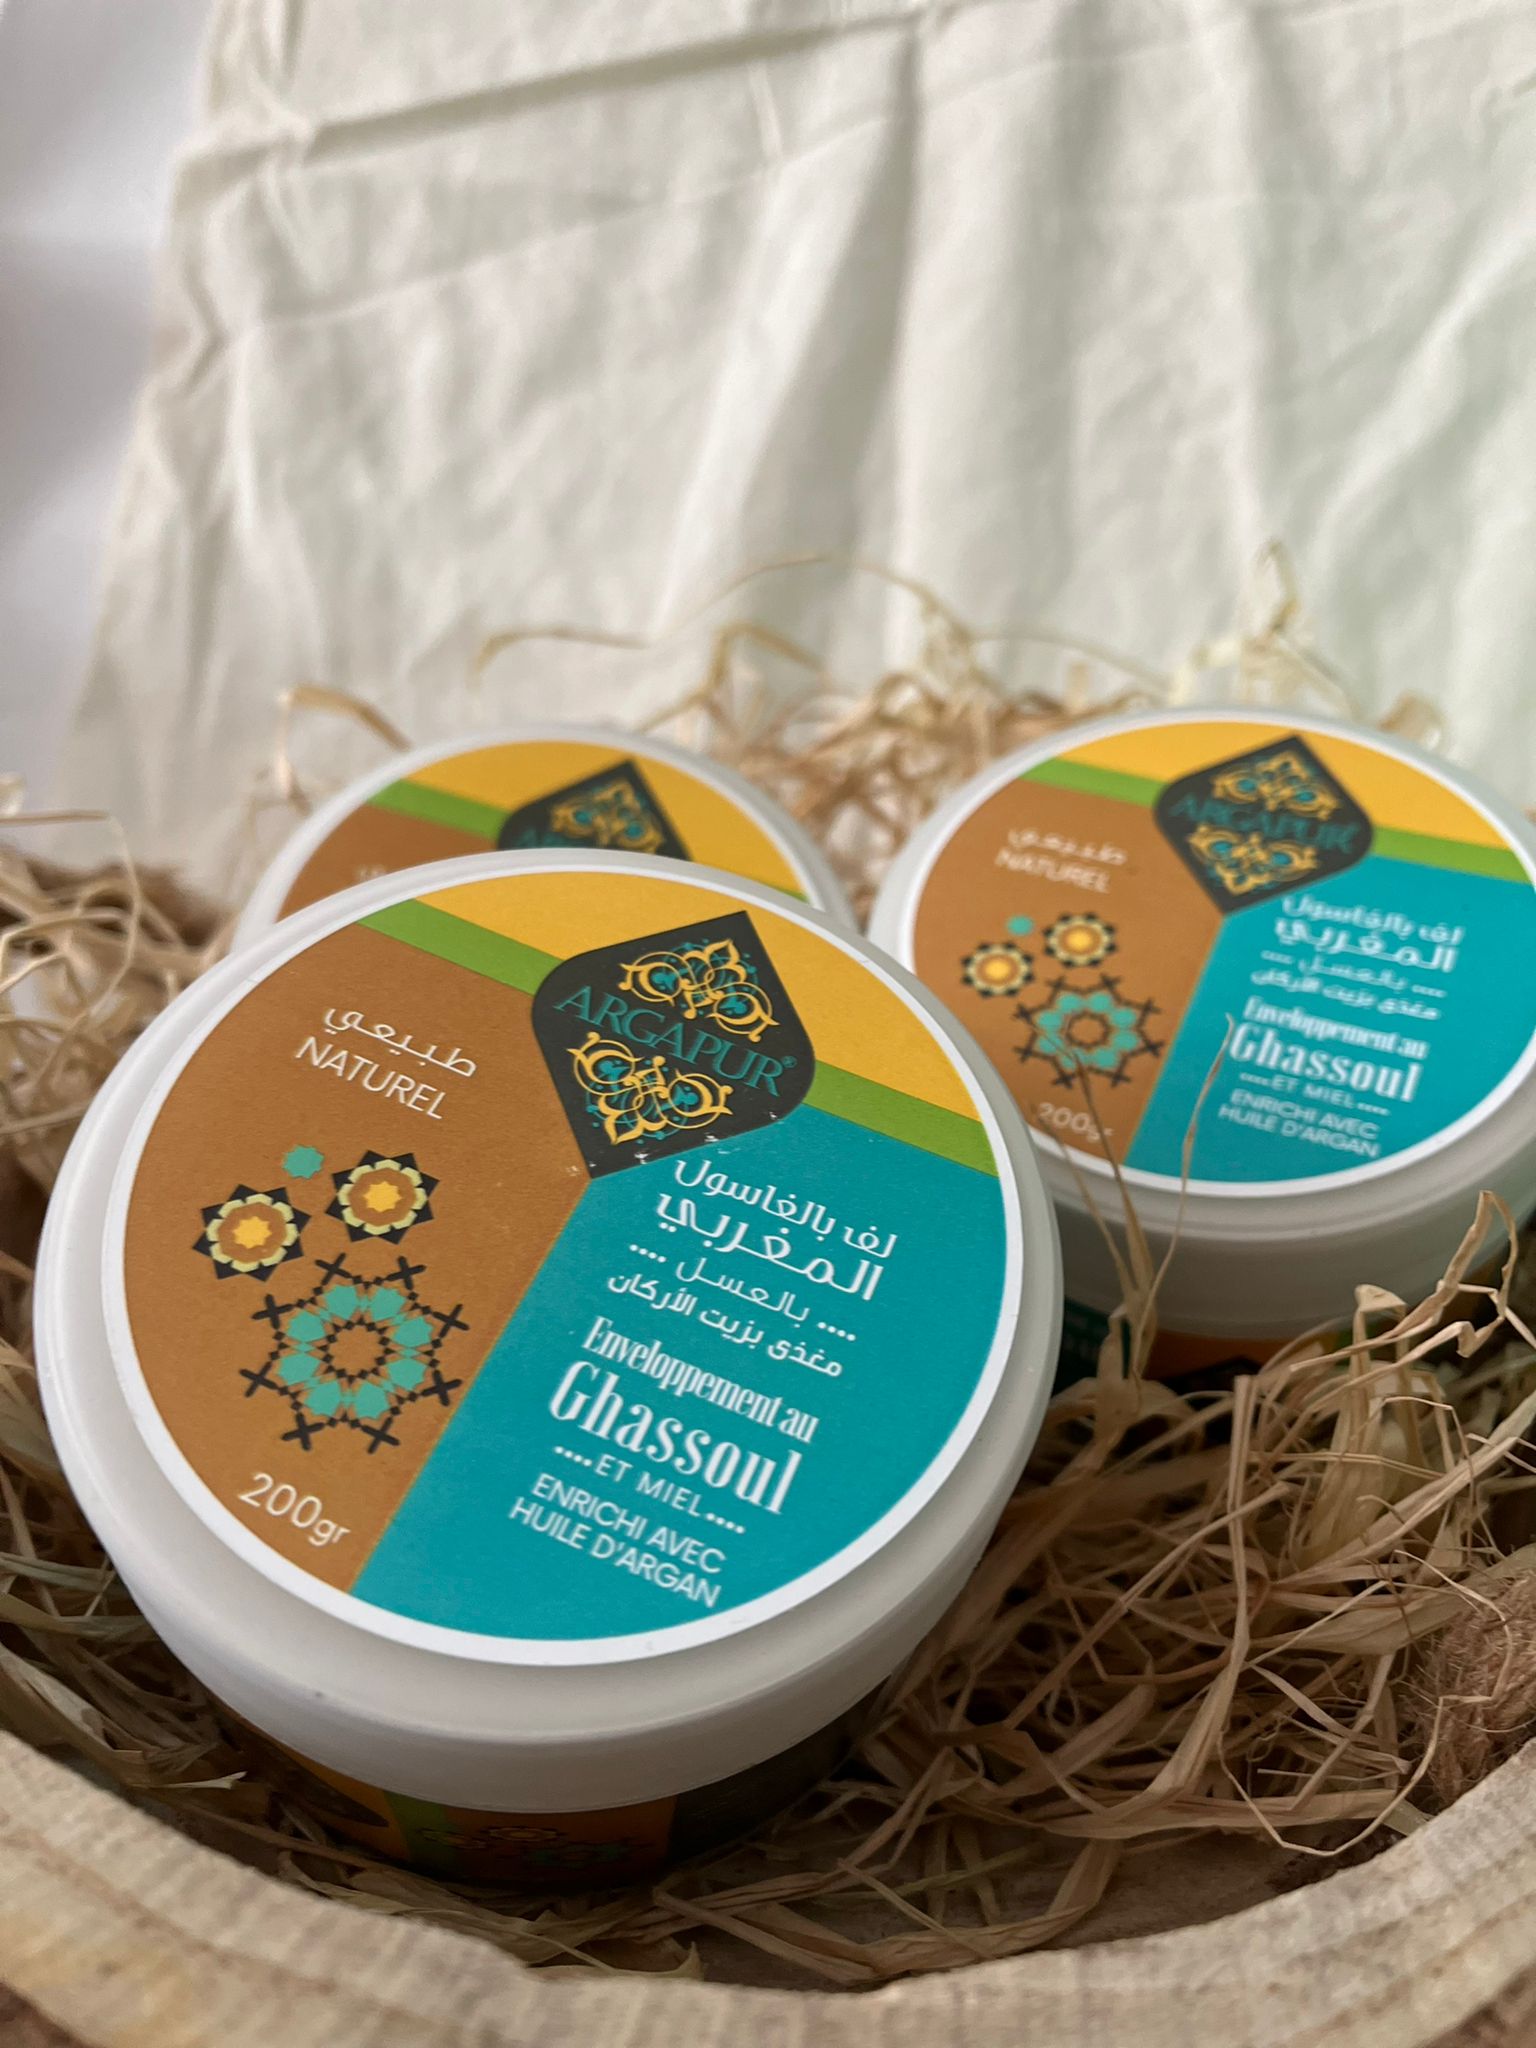 ARGAPUR®
طبيعي
NATUREL
لف بالغاسول
المغربي
.... بالعسل ....
مغذى بزيت الأركان
Enveloppement au
Ghassoul
....ET MIEL....
ENRICHI AVEC
HUILE D'ARGAN
200gr
ARGAPUR
طبيعي
NATUREL
لف بالغاسول
المغربي
.... بالعسل ....
مغذى بزيت الأركان
Enveloppement au
Ghassoul
....ET MIEL....
ENRICHI AVEC
HUILE D'ARGAN
200gr